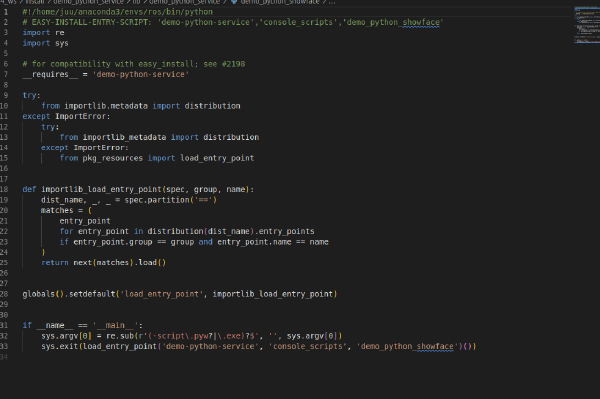 4_ws > install > demo_python_service > lib > demo_python_service > demo_python_showface > ...
1 #!/home/juu/anaconda3/envs/ros/bin/python
2 # EASY-INSTALL-ENTRY-SCRIPT: 'demo-python-service','console_scripts','demo_python_showface'
3 import re
4 import sys
5
6 # for compatibility with easy_install; see #2198
7 __requires__ = 'demo-python-service'
8
9 try:
10     from importlib.metadata import distribution
11 except ImportError:
12     try:
13         from importlib_metadata import distribution
14     except ImportError:
15         from pkg_resources import load_entry_point
16
17
18 def importlib_load_entry_point(spec, group, name):
19     dist_name, _, _ = spec.partition('==')
20     matches = (
21         entry_point
22         for entry_point in distribution(dist_name).entry_points
23         if entry_point.group == group and entry_point.name == name
24     )
25     return next(matches).load()
26
27
28 globals().setdefault('load_entry_point', importlib_load_entry_point)
29
30
31 if __name__ == '__main__':
32     sys.argv[0] = re.sub(r'(-script\.pyw?|\.exe)?$', '', sys.argv[0])
33     sys.exit(load_entry_point('demo-python-service', 'console_scripts', 'demo_python_showface')())
34